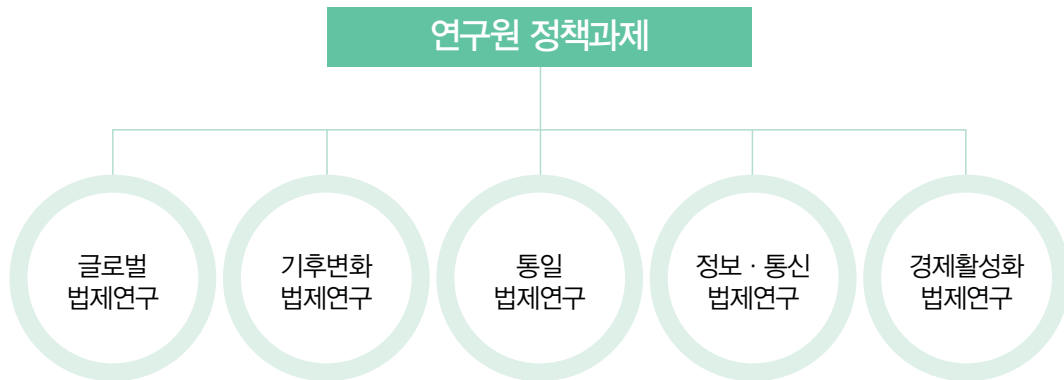 연구원 정책과제
글로벌
법제연구
기후변화
법제연구
통일
법제연구
정보 · 통신
법제연구
경제활성화
법제연구